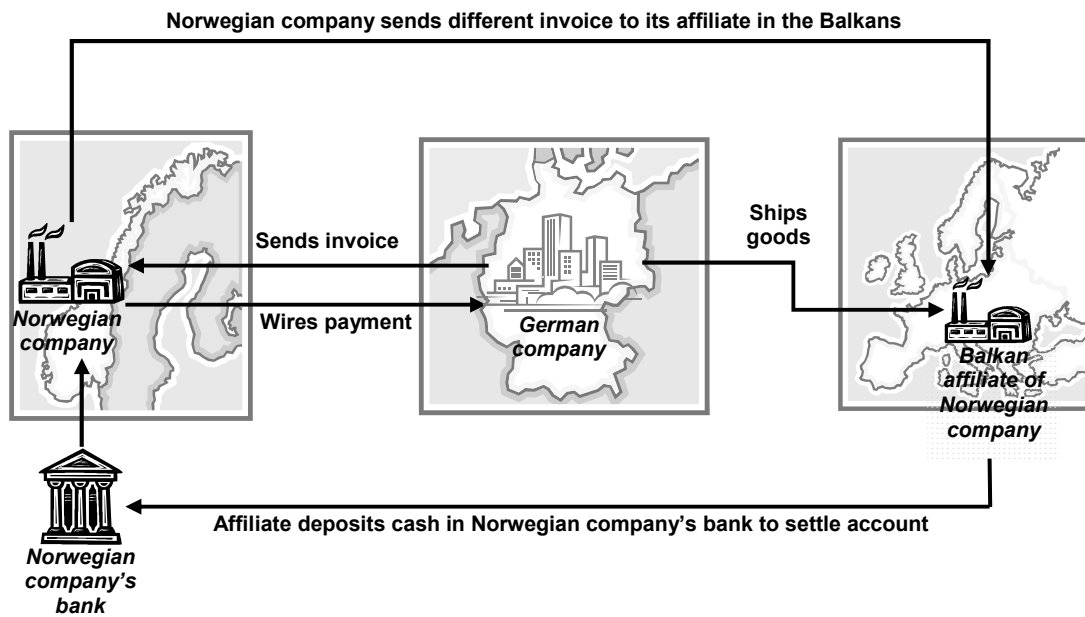 Norwegian company sends different invoice to its affiliate in the Balkans
Sends invoice
Wires payment
Ships
goods
Norwegian
company
German
company
Balkan
affiliate of
Norwegian
company
Affiliate deposits cash in Norwegian company’s bank to settle account
Norwegian
company’s
bank